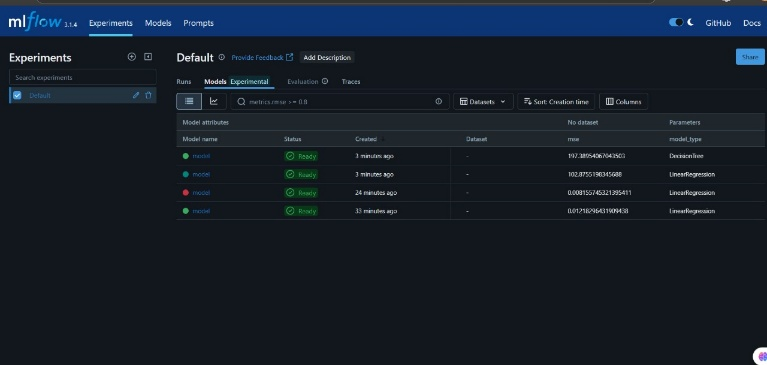 mlflow 3.1.4 Experiments Models Prompts GitHub Docs
Experiments
Search experiments
Default
Default Provide Feedback Add Description Share
Runs Models Experimental Evaluation Traces
metrics.rmse >= 0.8 Datasets Sort: Creation time Columns
Model attributes No dataset Parameters
Model name Status Created Dataset mse model_type
model Ready 3 minutes ago - 197.38954067043503 DecisionTree
model Ready 3 minutes ago - 102.8755198345688 LinearRegression
model Ready 24 minutes ago - 0.008155745321395411 LinearRegression
model Ready 33 minutes ago - 0.01218296431909438 LinearRegression